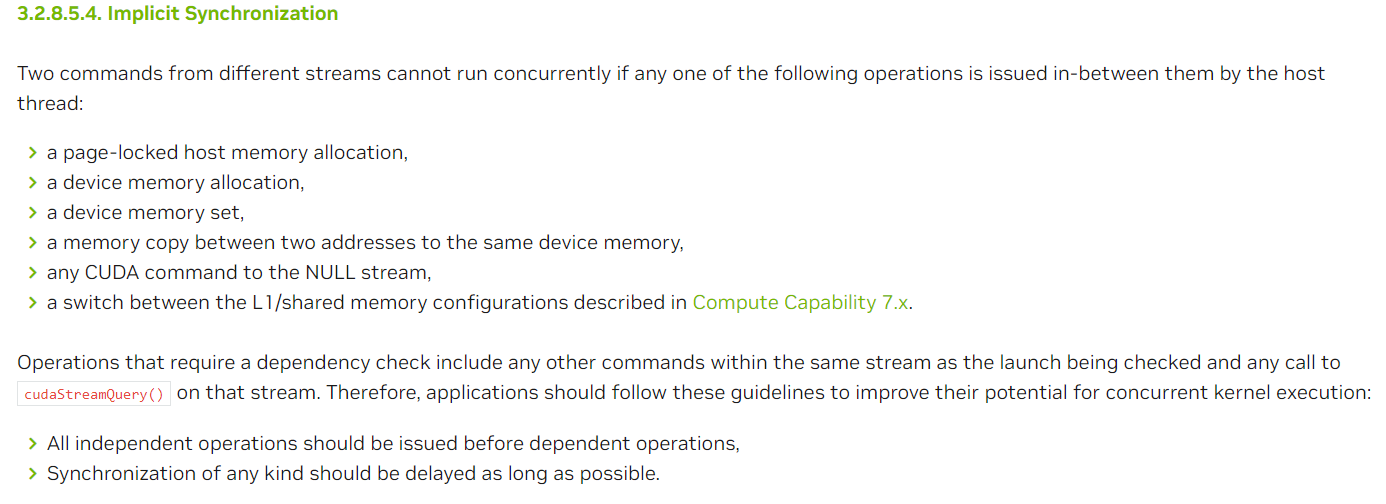 3.2.8.5.4. Implicit Synchronization
Two commands from different streams cannot run concurrently if any one of the following operations is issued in-between them by the host
thread:
a page-locked host memory allocation,
a device memory allocation,
a device memory set,
a memory copy between two addresses to the same device memory,
any CUDA command to the NULL stream,
a switch between the L1/shared memory configurations described in Compute Capability 7.x.
Operations that require a dependency check include any other commands within the same stream as the launch being checked and any call to
cudaStreamQuery() on that stream. Therefore, applications should follow these guidelines to improve their potential for concurrent kernel execution:
All independent operations should be issued before dependent operations,
Synchronization of any kind should be delayed as long as possible.